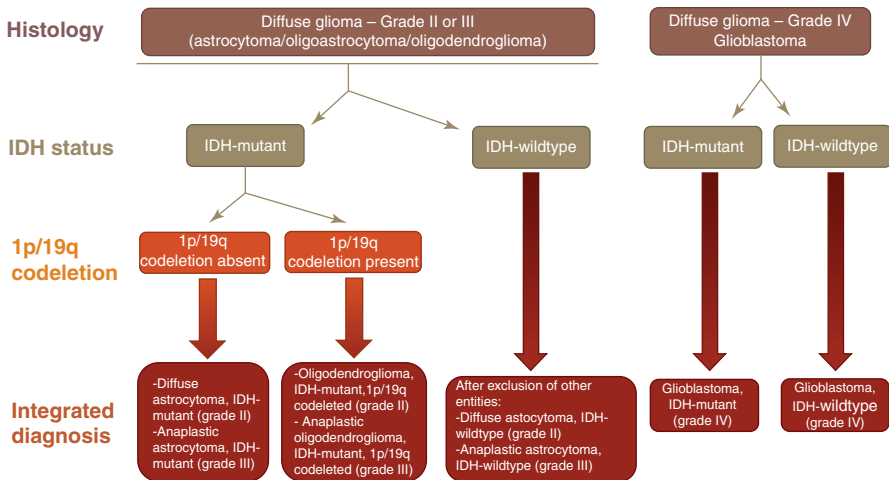 Histology
Diffuse glioma – Grade II or III
(astrocytoma/oligoastrocytoma/oligodendroglioma)
Diffuse glioma – Grade IV
Glioblastoma
IDH status
IDH-mutant
IDH-wildtype
IDH-mutant
IDH-wildtype
1p/19q
codeletion
1p/19q
codeletion absent
1p/19q
codeletion present
Integrated
diagnosis
-Diffuse
astrocytoma, IDH-
mutant (grade II)
-Anaplastic
astrocytoma, IDH-
mutant (grade III)
-Oligodendroglioma,
IDH-mutant,1p/19q
codeleted (grade II)
- Anaplastic
oligodendroglioma,
IDH-mutant, 1p/19q
codeleted (grade III)
After exclusion of other
entities:
-Diffuse astocytoma, IDH-
wildtype (grade II)
-Anaplastic astrocytoma,
IDH-wildtype (grade III)
Glioblastoma,
IDH-mutant
(grade IV)
Glioblastoma,
IDH-wildtype
(grade IV)